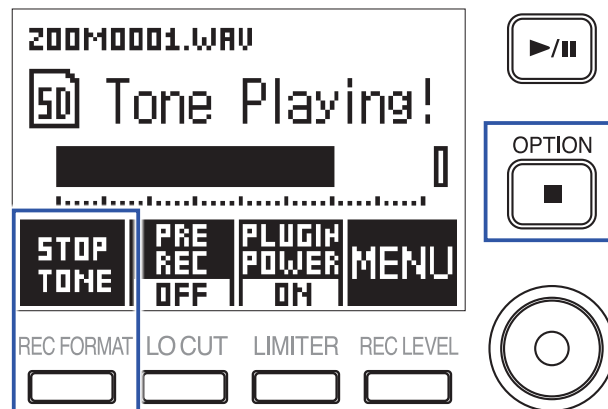 ZOOM0001.WAV
SD Tone Playing!
STOP TONE
PRE REC OFF
PLUGIN POWER ON
MENU
REC FORMAT LO CUT LIMITER REC LEVEL
OPTION